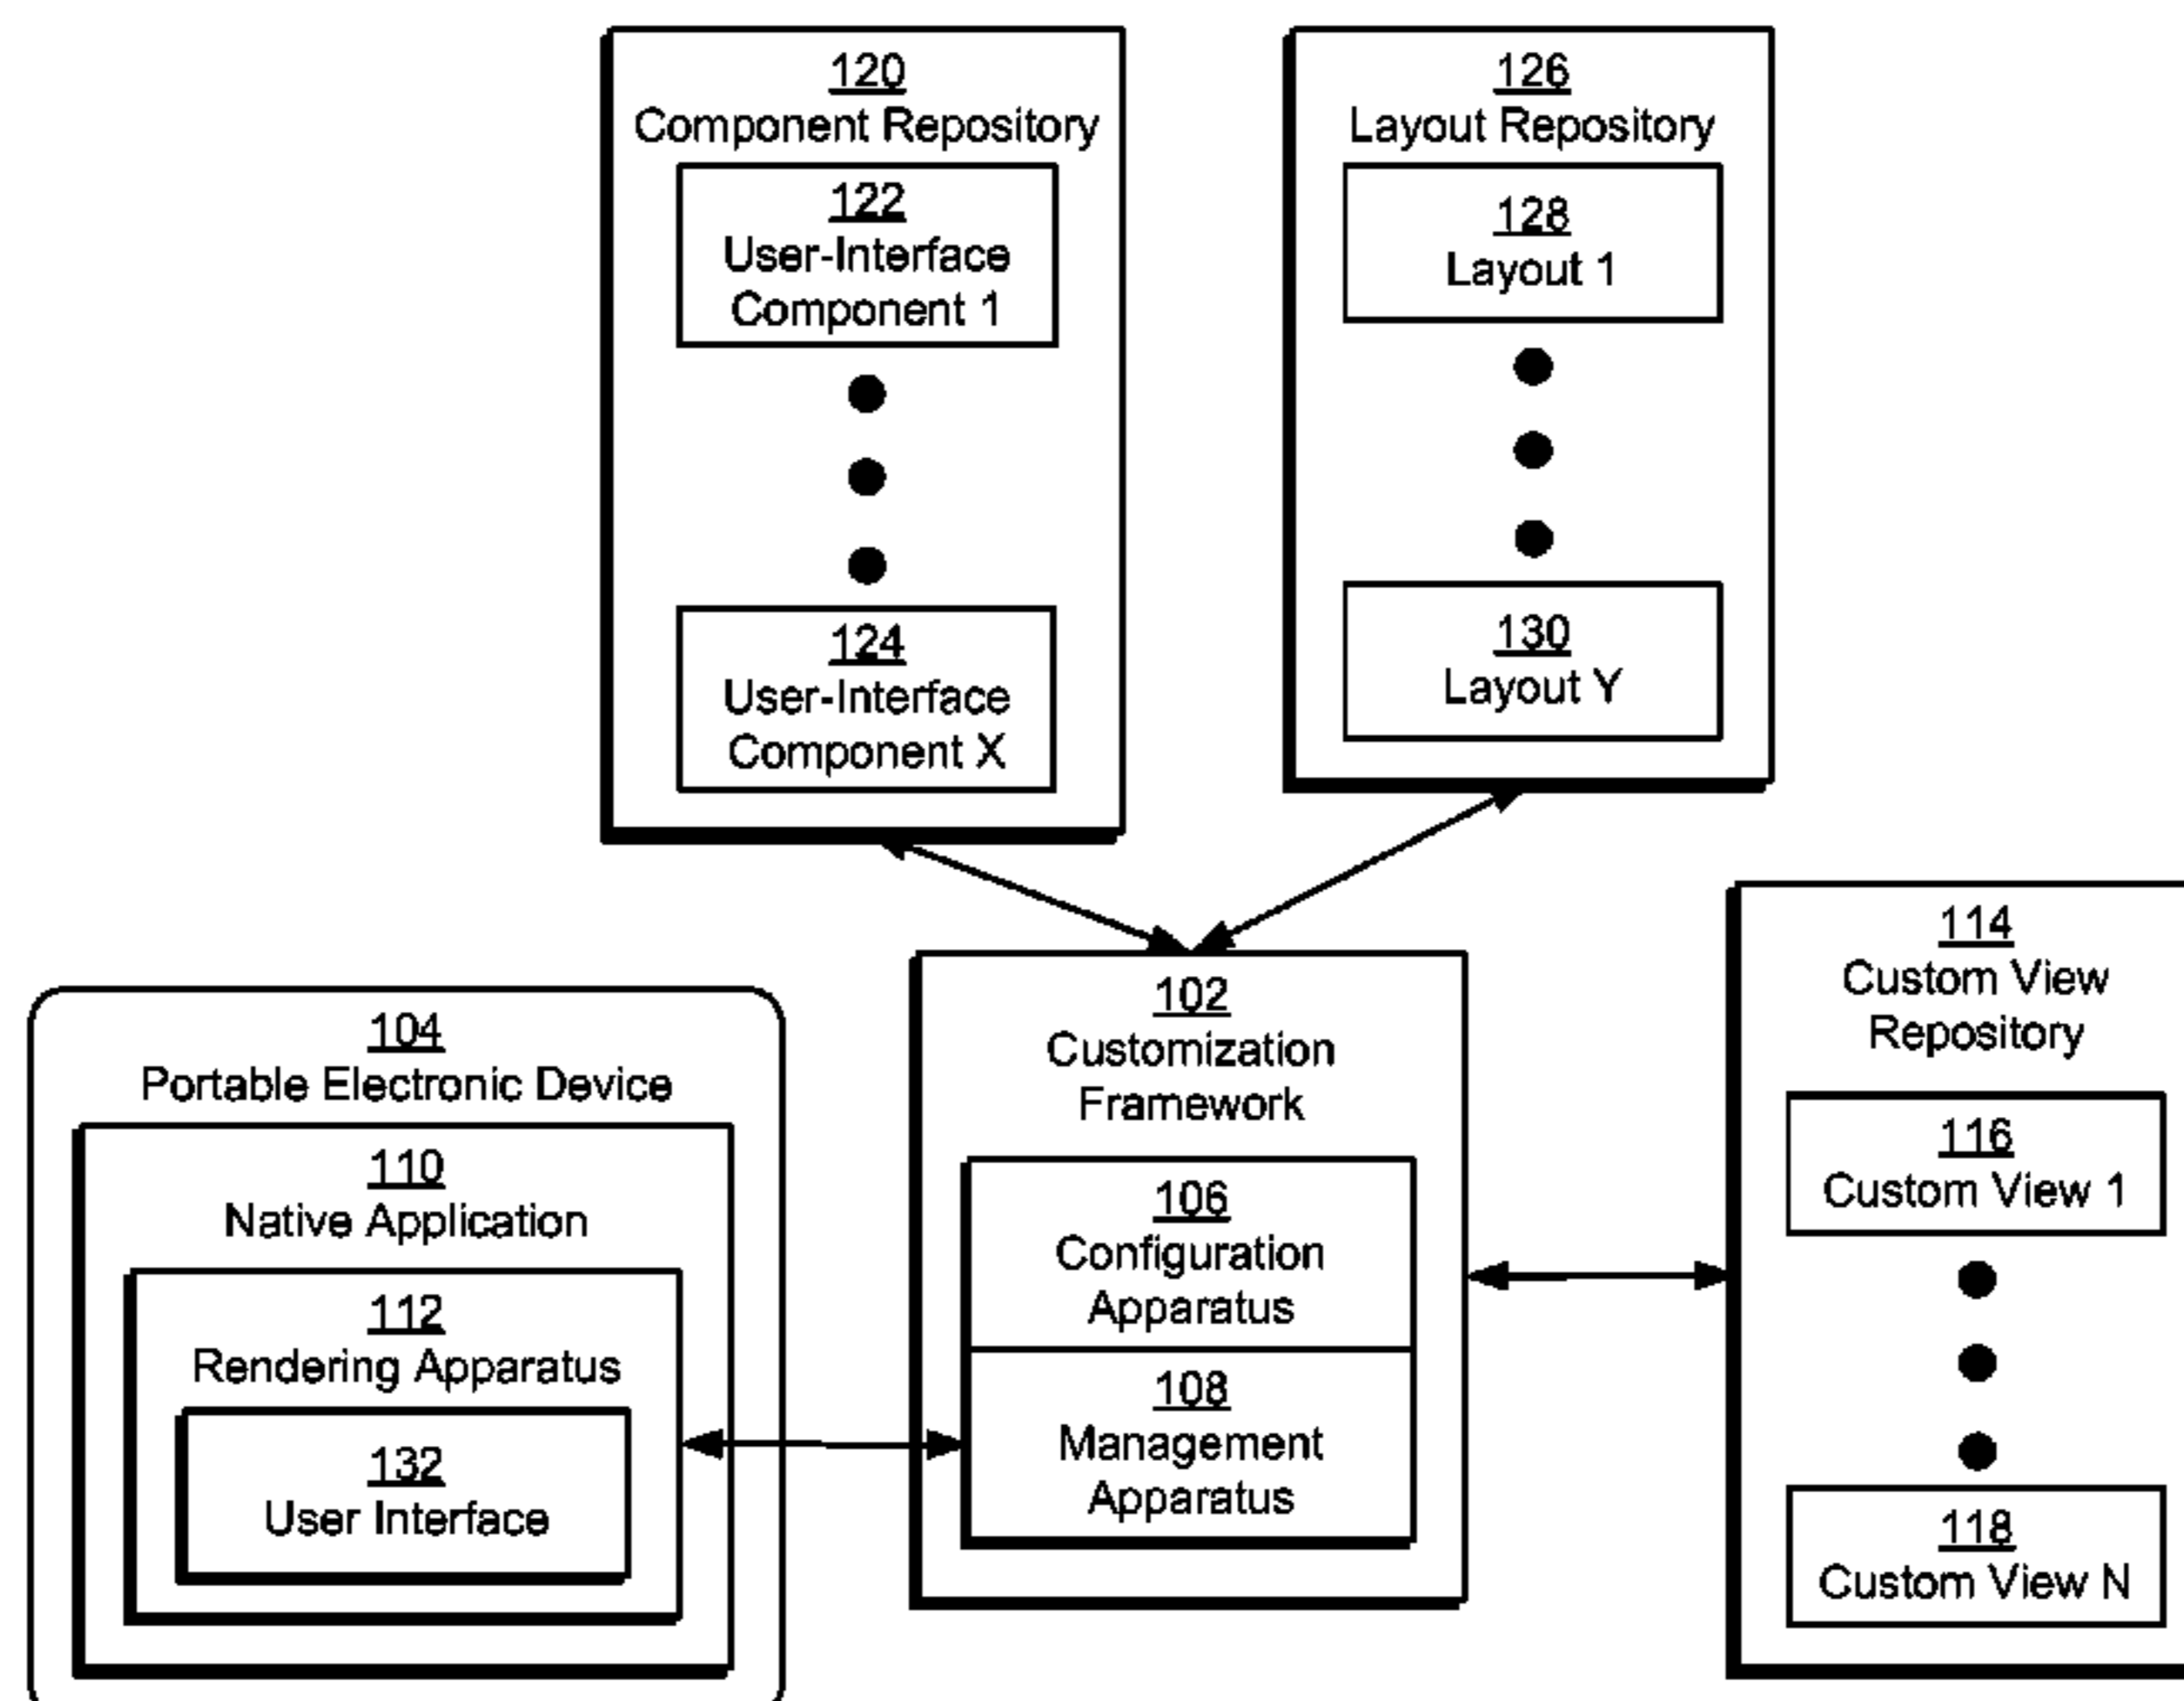 120
Component Repository
122
User-Interface
Component 1
124
User-Interface
Component X
126
Layout Repository
128
Layout 1
130
Layout Y
104
Portable Electronic Device
110
Native Application
112
Rendering Apparatus
132
User Interface
102
Customization
Framework
106
Configuration
Apparatus
108
Management
Apparatus
114
Custom View
Repository
116
Custom View 1
118
Custom View N